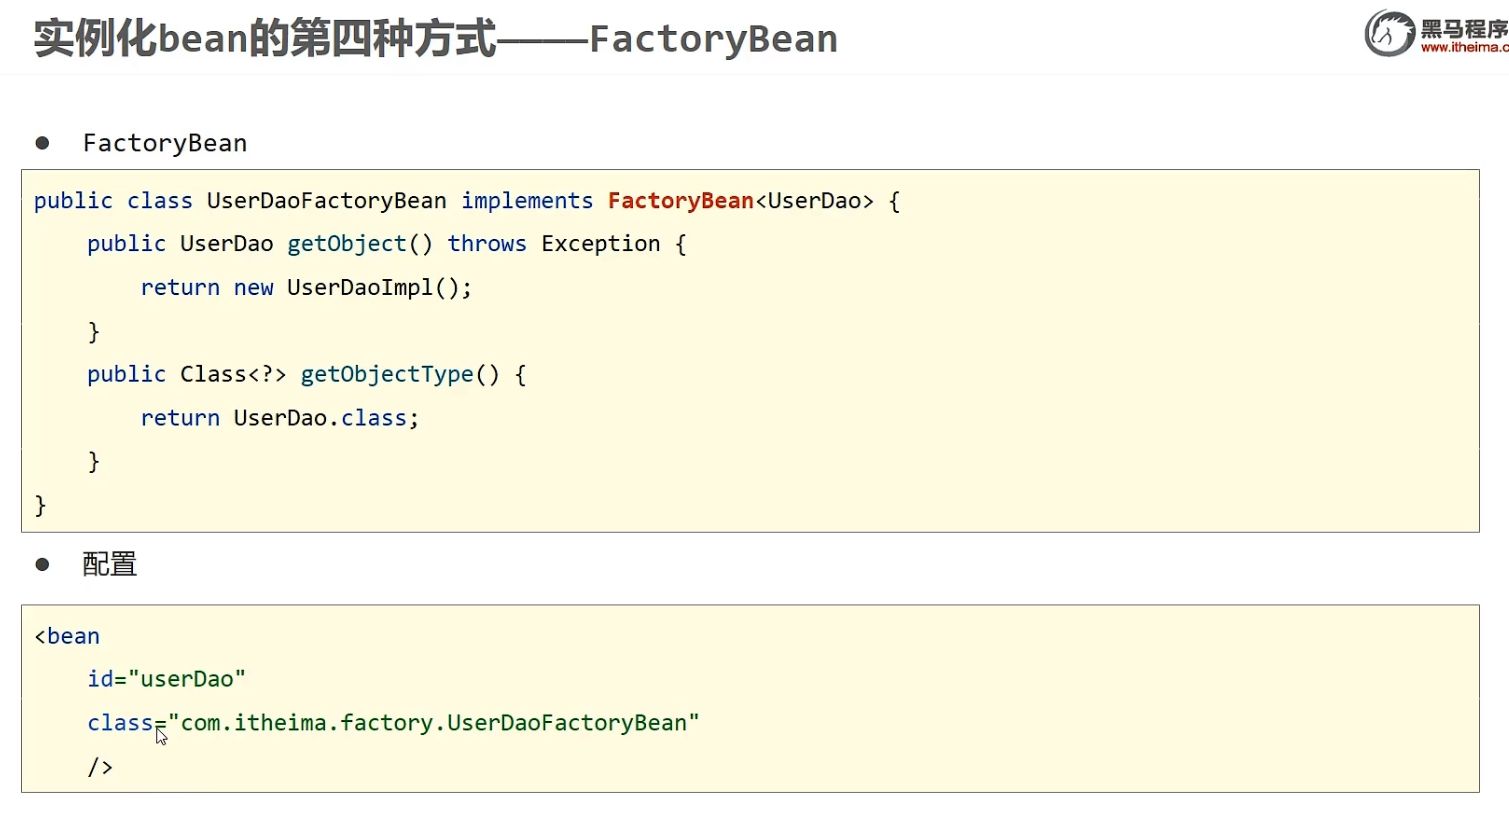 实例化bean的第四种方式————FactoryBean
黑马程序
www.itheima.c
● FactoryBean
public class UserDaoFactoryBean implements FactoryBean<UserDao> {
    public UserDao getObject() throws Exception {
        return new UserDaoImpl();
    }
    public Class<?> getObjectType() {
        return UserDao.class;
    }
}
● 配置
<bean
    id="userDao"
    class="com.itheima.factory.UserDaoFactoryBean"
    />